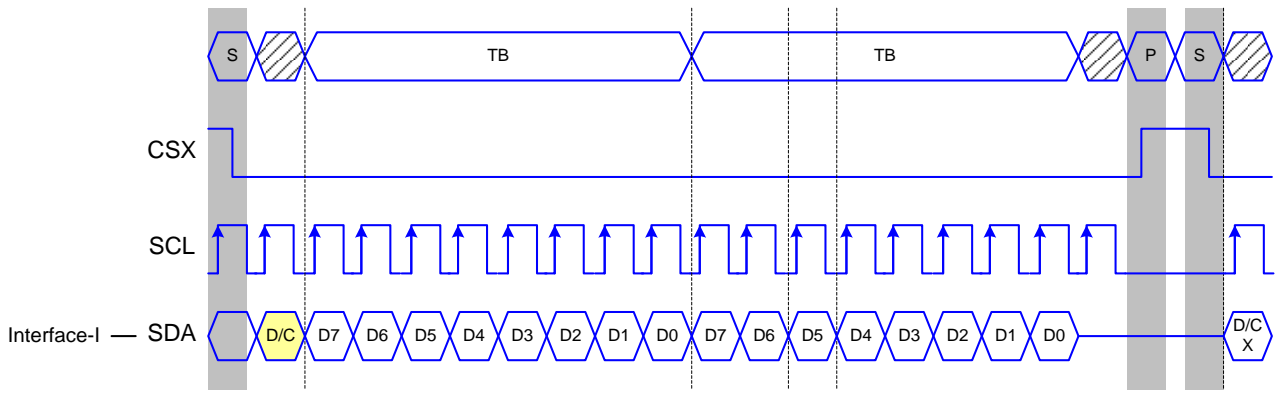 S TB TB P S
CSX
SCL
Interface-I — SDA D/C D7 D6 D5 D4 D3 D2 D1 D0 D7 D6 D5 D4 D3 D2 D1 D0 D/C
X